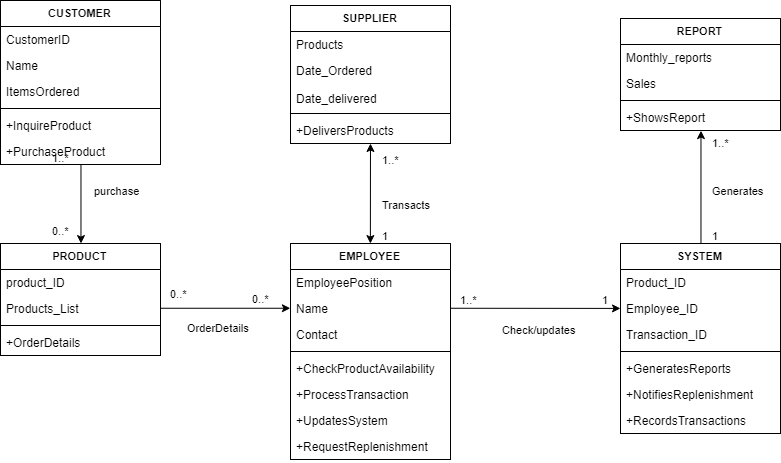 CUSTOMER
CustomerID
Name
ItemsOrdered
+InquireProduct
+PurchaseProduct
1..*
purchase
0..*
SUPPLIER
Products
Date_Ordered
Date_delivered
+DeliversProducts
1..*
Transacts
1
REPORT
Monthly_reports
Sales
+ShowsReport
1..*
Generates
1
PRODUCT
product_ID
Products_List
+OrderDetails
0..*
0..*
OrderDetails
EMPLOYEE
EmployeePosition
Name
Contact
+CheckProductAvailability
+ProcessTransaction
+UpdatesSystem
+RequestReplenishment
1..*
1
Check/updates
SYSTEM
Product_ID
Employee_ID
Transaction_ID
+GeneratesReports
+NotifiesReplenishment
+RecordsTransactions